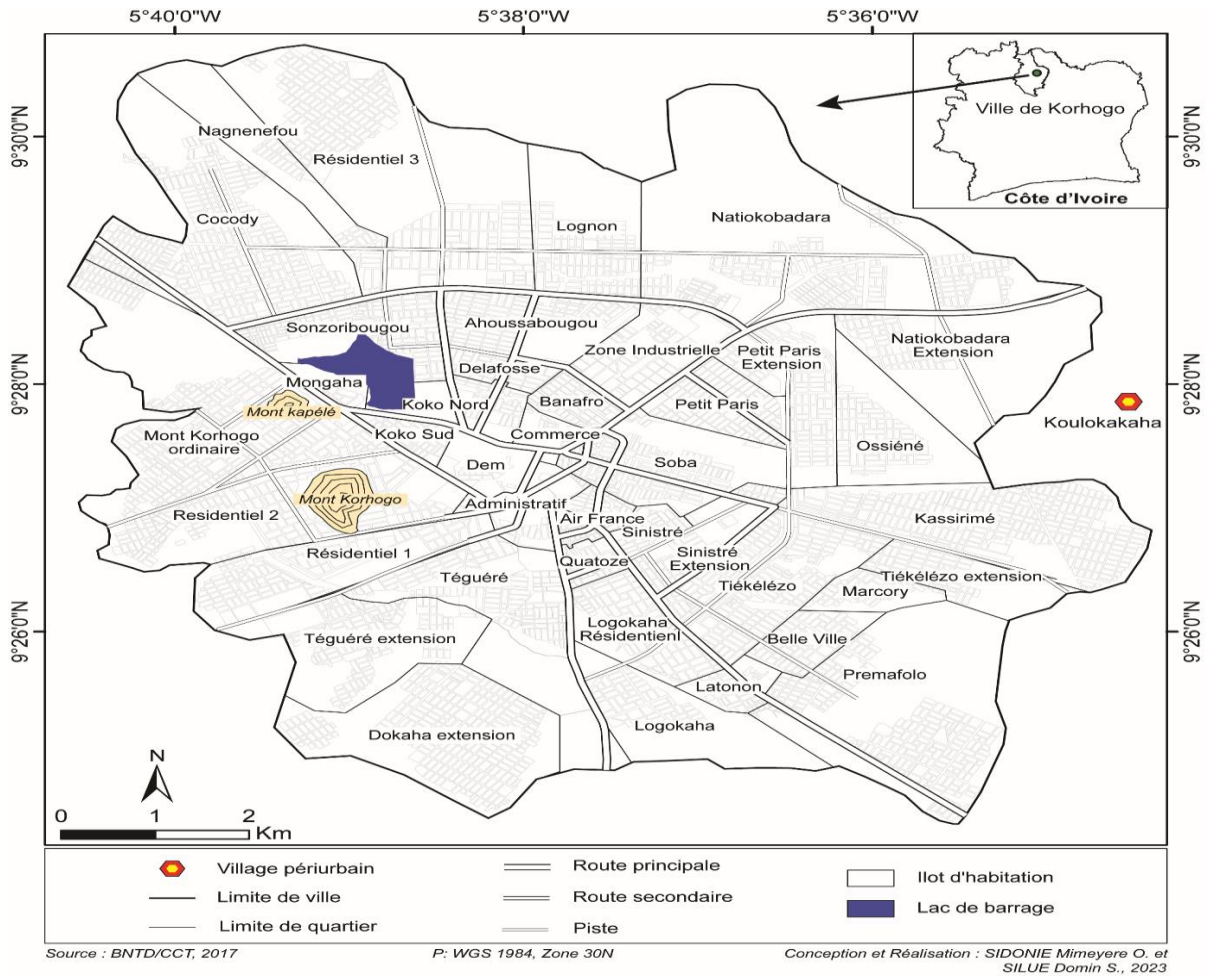 5°40'0"W
5°38'0"W
5°36'0"W
9°30'0"N
9°30'0"N
Ville de Korhogo
Côte d'Ivoire
Nagnenefou
Résidentiel 3
Cocody
Lognon
Natiokobadara
Sonzoribougou
Ahoussabougou
Zone Industrielle
Petit Paris
Extension
Natiokobadara
Extension
9°28'0"N
9°28'0"N
Mongaha
Delafosse
Mont kapélé
Koko Nord
Banafro
Petit Paris
Koulokakaha
Mont Korhogo
ordinaire
Koko Sud
Commerce
Ossiéné
Dem
Soba
Mont Korhogo
Administratif
Residentiel 2
Air France
Kassirimé
Sinistré
Résidentiel 1
Quatoze
Sinistré
Extension
Téguéré
Tiékélézo
Tiékélézo extension
Marcory
9°26'0"N
9°26'0"N
Téguéré extension
Logokaha
Résidentienl
Belle Ville
Premafolo
Latonon
Logokaha
Dokaha extension
N
0 1 2
Km
Village périurbain
Limite de ville
Limite de quartier
Route principale
Route secondaire
Piste
Ilot d'habitation
Lac de barrage
Source : BNTD/CCT, 2017
P: WGS 1984, Zone 30N
Conception et Réalisation : SIDONIE Mimeyere O. et
SILUE Domin S., 2023